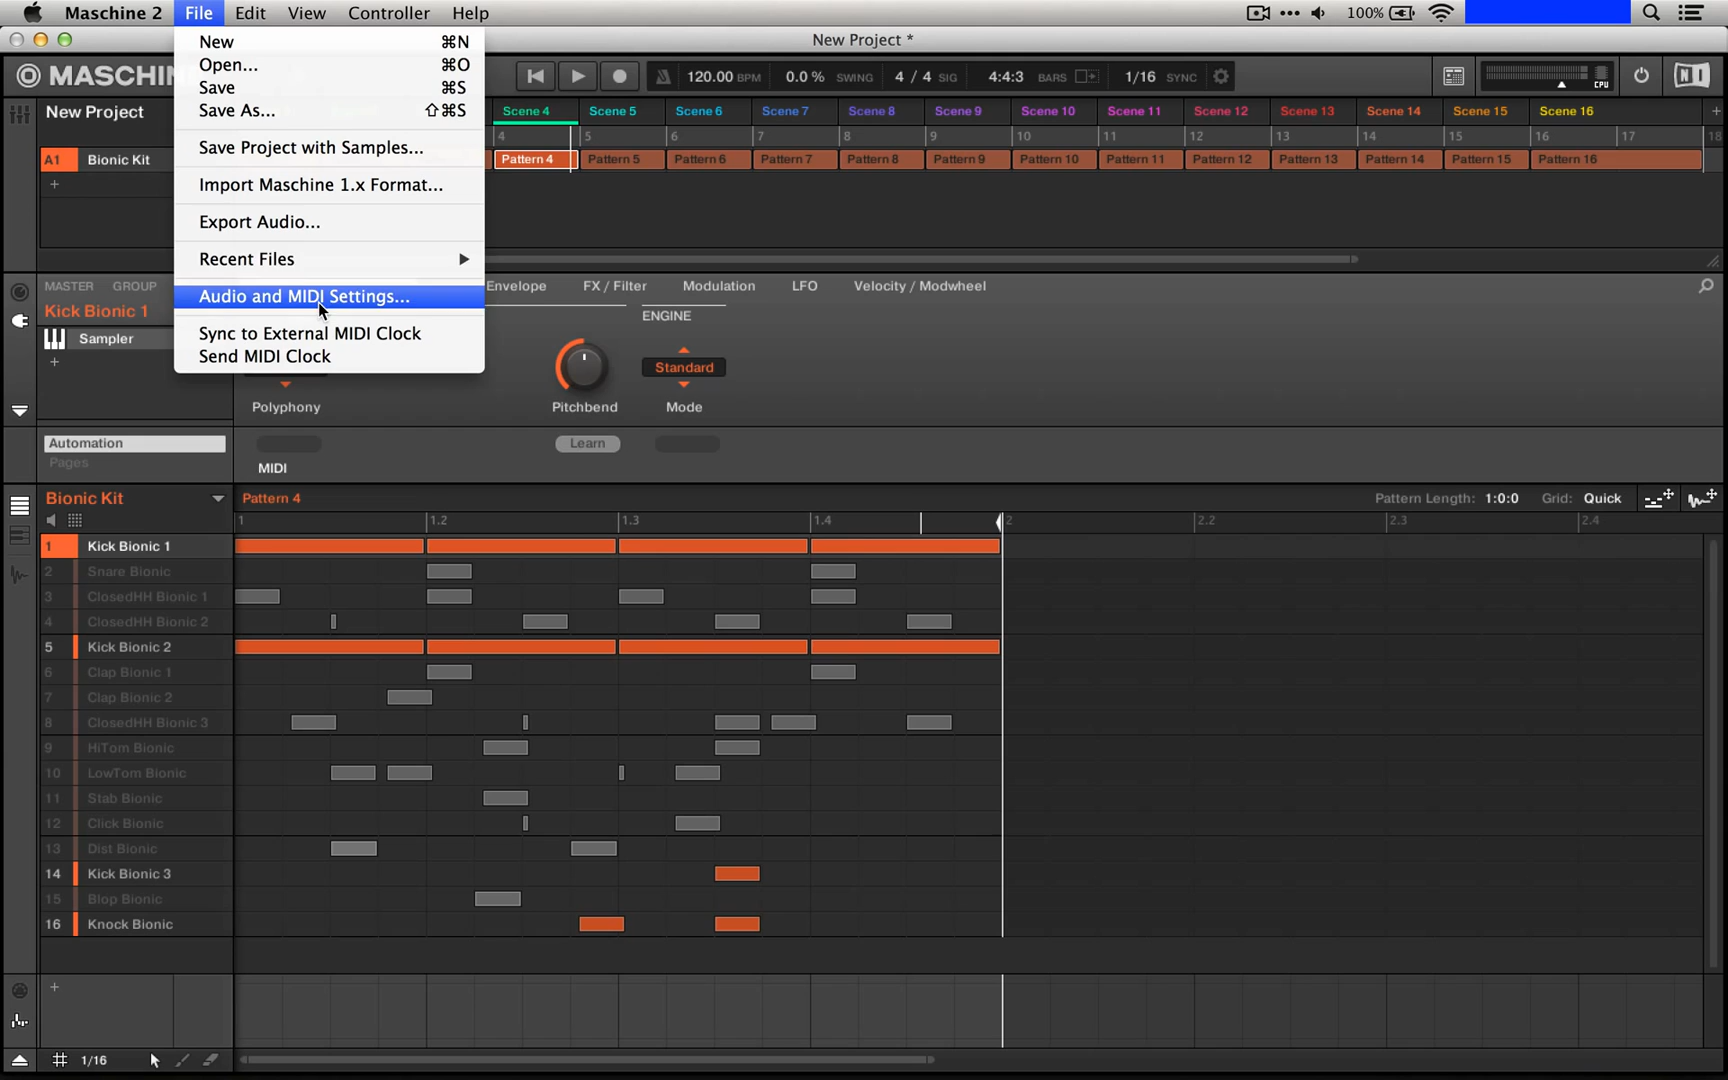 Maschine 2 File Edit View Controller Help 100%
New Project *
MASCHIN 120.00 BPM 0.0 % SWING 4 / 4 SIG 4:4:3 BARS 1/16 SYNC CPU NI
New ⌘N
Open... ⌘O
Save ⌘S
Save As... ⇧⌘S
Save Project with Samples...
Import Maschine 1.x Format...
Export Audio...
Recent Files
Audio and MIDI Settings...
Sync to External MIDI Clock
Send MIDI Clock
New Project Scene 4 Scene 5 Scene 6 Scene 7 Scene 8 Scene 9 Scene 10 Scene 11 Scene 12 Scene 13 Scene 14 Scene 15 Scene 16
4 5 6 7 8 9 10 11 12 13 14 15 16 17 18
A1 Bionic Kit Pattern 4 Pattern 5 Pattern 6 Pattern 7 Pattern 8 Pattern 9 Pattern 10 Pattern 11 Pattern 12 Pattern 13 Pattern 14 Pattern 15 Pattern 16
MASTER GROUP Envelope FX / Filter Modulation LFO Velocity / Modwheel
Kick Bionic 1 ENGINE
Sampler
Standard
Polyphony Pitchbend Mode
Automation Learn
Pages MIDI
Bionic Kit Pattern 4 Pattern Length: 1:0:0 Grid: Quick
1 1.2 1.3 1.4 2 2.2 2.3 2.4
1 Kick Bionic 1
2 Snare Bionic
3 ClosedHH Bionic 1
4 ClosedHH Bionic 2
5 Kick Bionic 2
6 Clap Bionic 1
7 Clap Bionic 2
8 ClosedHH Bionic 3
9 HiTom Bionic
10 LowTom Bionic
11 Stab Bionic
12 Click Bionic
13 Dist Bionic
14 Kick Bionic 3
15 Blop Bionic
16 Knock Bionic
1/16